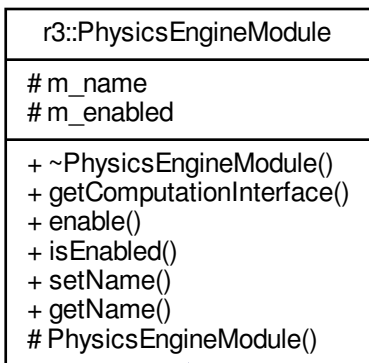 r3::PhysicsEngineModule
# m_name
# m_enabled
+ ~PhysicsEngineModule()
+ getComputationInterface()
+ enable()
+ isEnabled()
+ setName()
+ getName()
# PhysicsEngineModule()